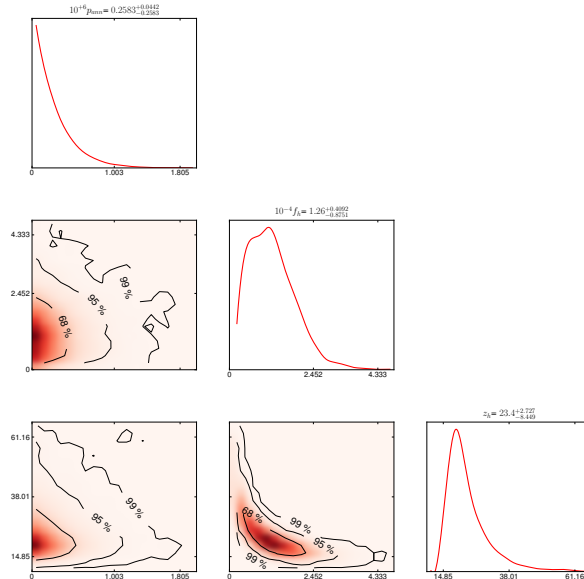 10^{+6}p_{ann} = 0.2583^{+0.0442}_{-0.2583}
0 1.003 1.805
10^{-4}f_h = 1.26^{+0.4092}_{-0.8751}
4.333
2.452
0
68 %
95 %
99 %
0 2.452 4.333
z_h = 23.4^{+2.727}_{-8.449}
61.16
38.01
14.85
95 %
99 %
0 1.003 1.805
68 %
99 %
95 %
0 2.452 4.333
14.85 38.01 61.16